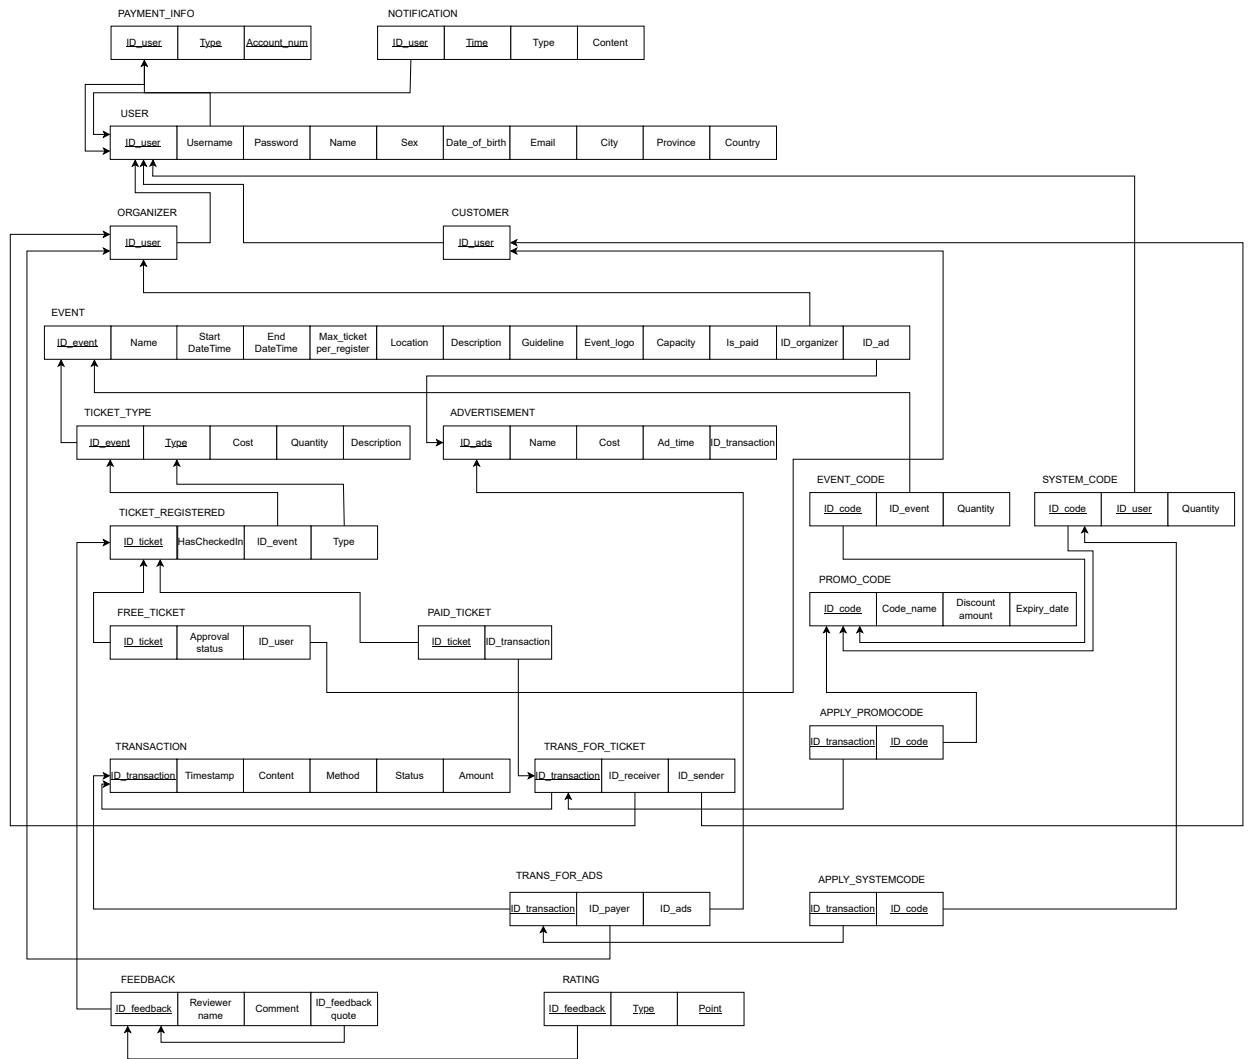 PAYMENT_INFO
NOTIFICATION
ID_user Type Account_num
ID_user Time Type Content
USER
ID_user Username Password Name Sex Date_of_birth Email City Province Country
ORGANIZER
CUSTOMER
ID_user
ID_user
EVENT
ID_event Name Start DateTime End DateTime Max_ticket per_register Location Description Guideline Event_logo Capacity Is_paid ID_organizer ID_ad
TICKET_TYPE
ADVERTISEMENT
ID_event Type Cost Quantity Description
ID_ads Name Cost Ad_time ID_transaction
EVENT_CODE
SYSTEM_CODE
ID_code ID_event Quantity
ID_code ID_user Quantity
TICKET_REGISTERED
ID_ticket HasCheckedIn ID_event Type
PROMO_CODE
ID_code Code_name Discount amount Expiry_date
FREE_TICKET
PAID_TICKET
ID_ticket Approval status ID_user
ID_ticket ID_transaction
APPLY_PROMOCODE
ID_transaction ID_code
TRANSACTION
TRANS_FOR_TICKET
ID_transaction Timestamp Content Method Status Amount
ID_transaction ID_receiver ID_sender
TRANS_FOR_ADS
APPLY_SYSTEMCODE
ID_transaction ID_payer ID_ads
ID_transaction ID_code
FEEDBACK
RATING
ID_feedback Reviewer name Comment ID_feedback quote
ID_feedback Type Point